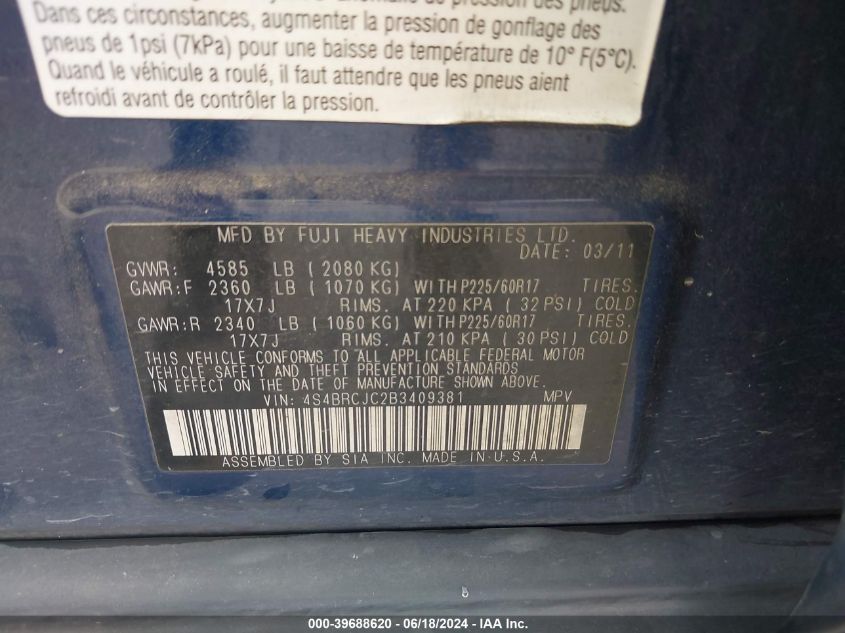 pression des pneus.
Dans ces circonstances, augmenter la pression de gonflage des
pneus de 1psi (7kPa) pour une baisse de température de 10° F(5°C).
Quand le véhicule a roulé, il faut attendre que les pneus aient
refroidi avant de contrôler la pression.
MFD BY FUJI HEAVY INDUSTRIES LTD.
DATE: 03/11
GVWR: 4585 LB ( 2080 KG)
GAWR:F 2360 LB ( 1070 KG) WITH P225/60R17 TIRES.
17X7J RIMS. AT 220 KPA ( 32 PSI) COLD
GAWR:R 2340 LB ( 1060 KG) WITH P225/60R17 TIRES.
17X7J RIMS. AT 210 KPA ( 30 PSI) COLD
THIS VEHICLE CONFORMS TO ALL APPLICABLE FEDERAL MOTOR
VEHICLE SAFETY AND THEFT PREVENTION STANDARDS
IN EFFECT ON THE DATE OF MANUFACTURE SHOWN ABOVE.
VIN: 4S4BRCJC2B3409381 MPV
ASSEMBLED BY SIA INC. MADE IN U.S.A.
000-39688620 - 06/18/2024 - IAA Inc.